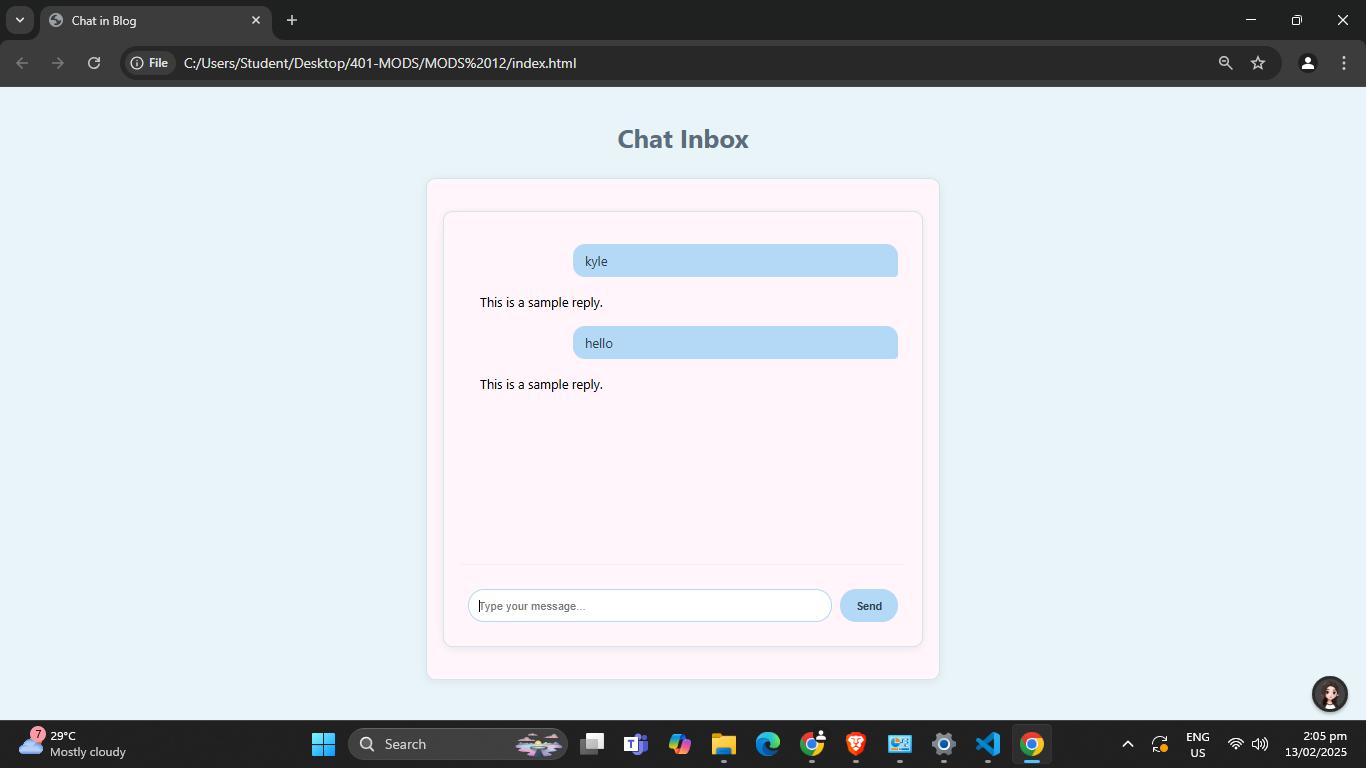 Chat in Blog
File
C:/Users/Student/Desktop/401-MODS/MODS%2012/index.html
Chat Inbox
kyle
This is a sample reply.
hello
This is a sample reply.
Type your message...
Send
7
29°C
Mostly cloudy
Search
ENG
US
2:05 pm
13/02/2025